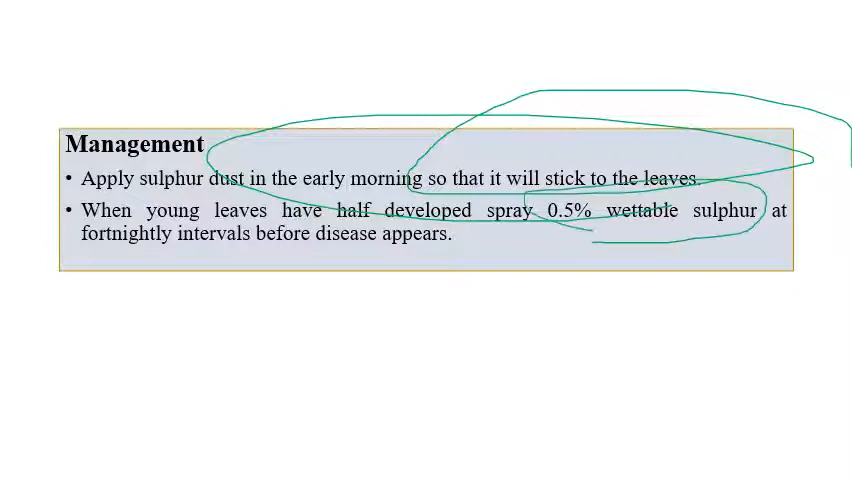 Management
• Apply sulphur dust in the early morning so that it will stick to the leaves.
• When young leaves have half developed spray 0.5% wettable sulphur at
fortnightly intervals before disease appears.